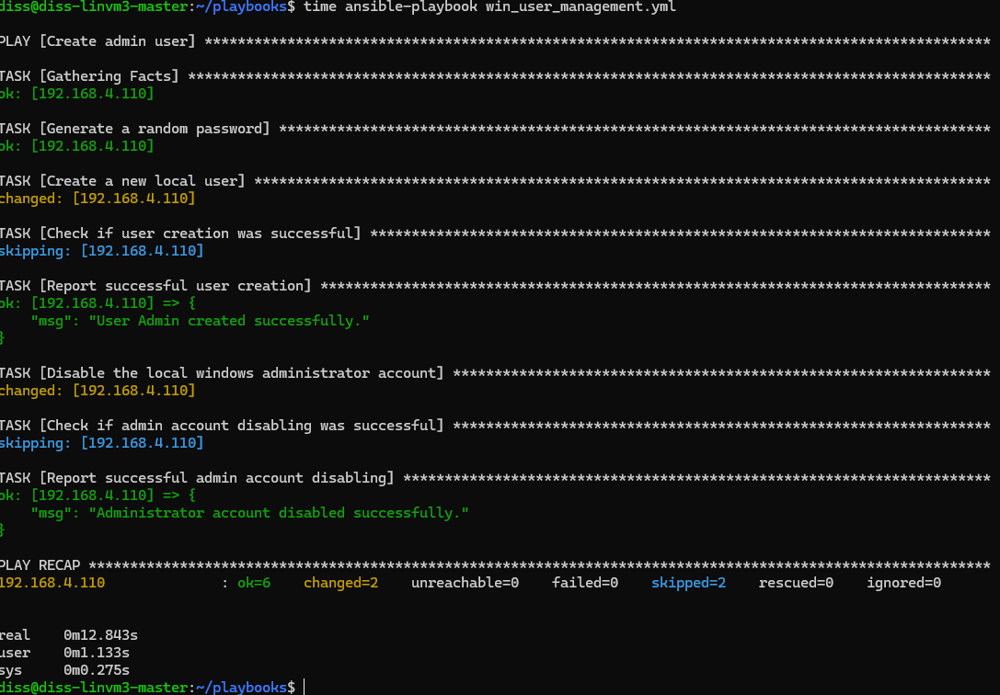 diss@diss-linvm3-master:~/playbooks$ time ansible-playbook win_user_management.yml
PLAY [Create admin user] ***********************************************************************************************
TASK [Gathering Facts] *************************************************************************************************
ok: [192.168.4.110]
TASK [Generate a random password] **************************************************************************************
ok: [192.168.4.110]
TASK [Create a new local user] *****************************************************************************************
changed: [192.168.4.110]
TASK [Check if user creation was successful] ***************************************************************************
skipping: [192.168.4.110]
TASK [Report successful user creation] *********************************************************************************
ok: [192.168.4.110] => {
    "msg": "User Admin created successfully."
}
TASK [Disable the local windows administrator account] *****************************************************************
changed: [192.168.4.110]
TASK [Check if admin account disabling was successful] *****************************************************************
skipping: [192.168.4.110]
TASK [Report successful admin account disabling] ***********************************************************************
ok: [192.168.4.110] => {
    "msg": "Administrator account disabled successfully."
}
PLAY RECAP *************************************************************************************************************
192.168.4.110              : ok=6    changed=2    unreachable=0    failed=0    skipped=2    rescued=0    ignored=0
real    0m12.843s
user    0m1.133s
sys     0m0.275s
diss@diss-linvm3-master:~/playbooks$